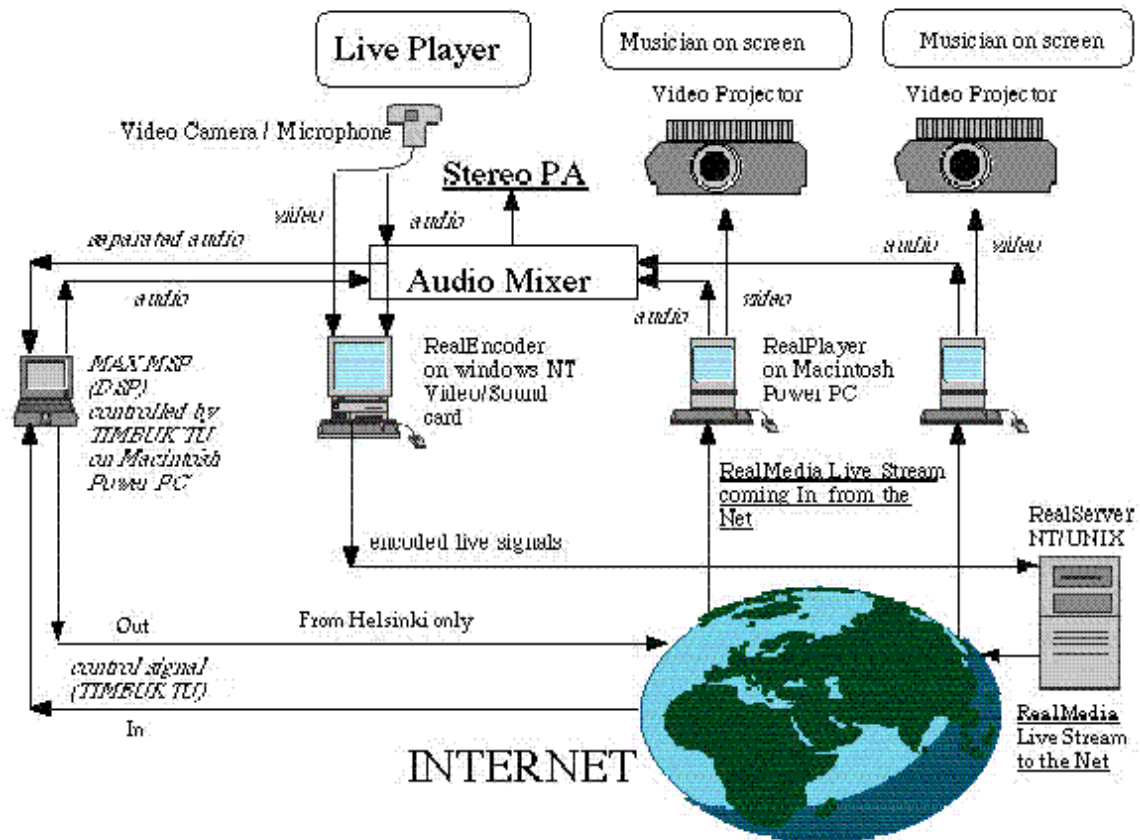 Live Player
Musician on screen
Musician on screen
Video Projector
Video Projector
Video Camera / Microphone
Stereo PA
video
audio
separated audio
audio
Audio Mixer
audio
video
audio
video
MAX/MSP
(DSP)
controlled by
TIMBUKTU
on Macintosh
Power PC
RealEncoder
on windows NT
Video/Sound
card
RealPlayer
on Macintosh
Power PC
RealMedia Live Stream
coming In from the
Net
RealServer
NT/UNIX
encoded live signals
Out
From Helsinki only
control signal
(TIMBUKTU)
In
INTERNET
RealMedia
Live Stream
to the Net